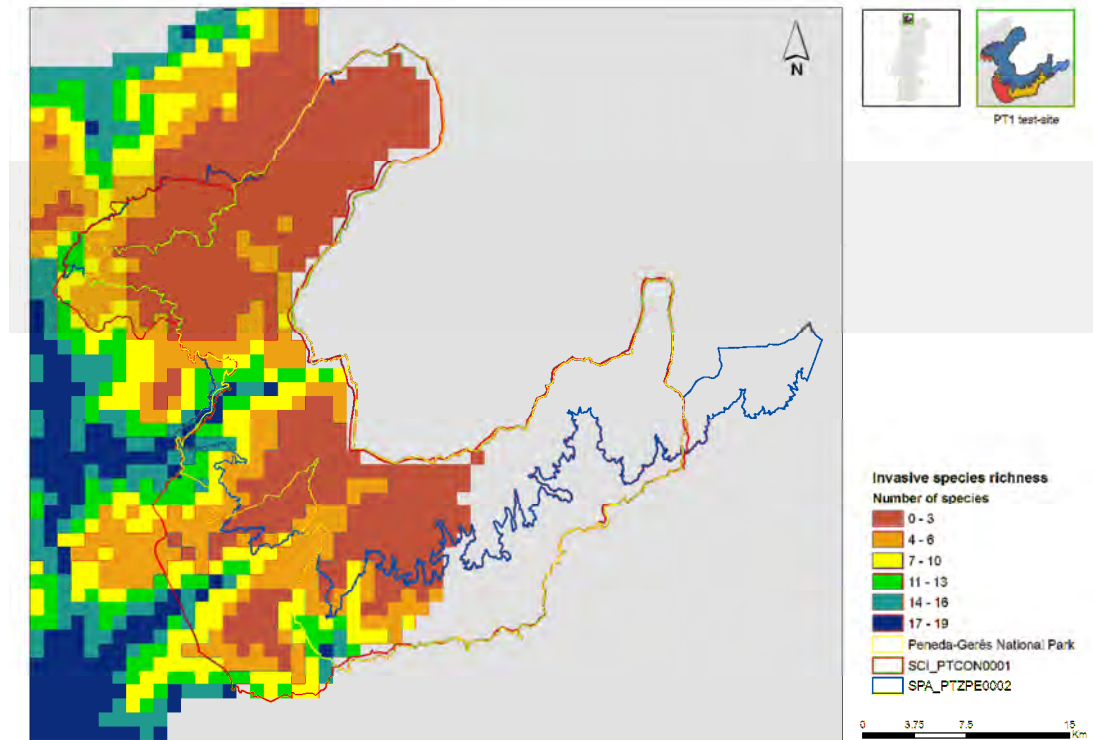 N
PT1 test-site
Invasive species richness
Number of species
0 - 3
4 - 6
7 - 10
11 - 13
14 - 16
17 - 19
Peneda-Gerês National Park
SCI_PTCON0001
SPA_PTZPE0002
0 3.75 7.5 15
Km